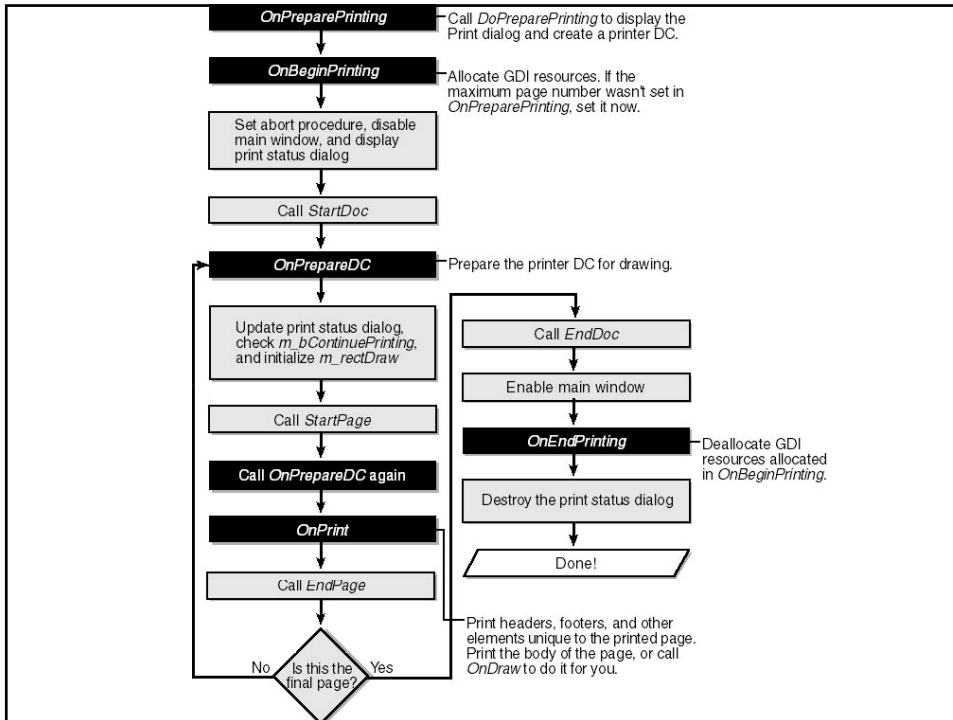 OnPreparePrinting
Call DoPreparePrinting to display the
Print dialog and create a printer DC.
OnBeginPrinting
Allocate GDI resources. If the
maximum page number wasn't set in
OnPreparePrinting, set it now.
Set abort procedure, disable
main window, and display
print status dialog
Call StartDoc
OnPrepareDC
Prepare the printer DC for drawing.
Update print status dialog,
check m_bContinuePrinting,
and initialize m_rectDraw
Call StartPage
Call OnPrepareDC again
OnPrint
Call EndPage
Print headers, footers, and other
elements unique to the printed page.
Print the body of the page, or call
OnDraw to do it for you.
No
Is this the
final page?
Yes
Call EndDoc
Enable main window
OnEndPrinting
Deallocate GDI
resources allocated
in OnBeginPrinting.
Destroy the print status dialog
Done!